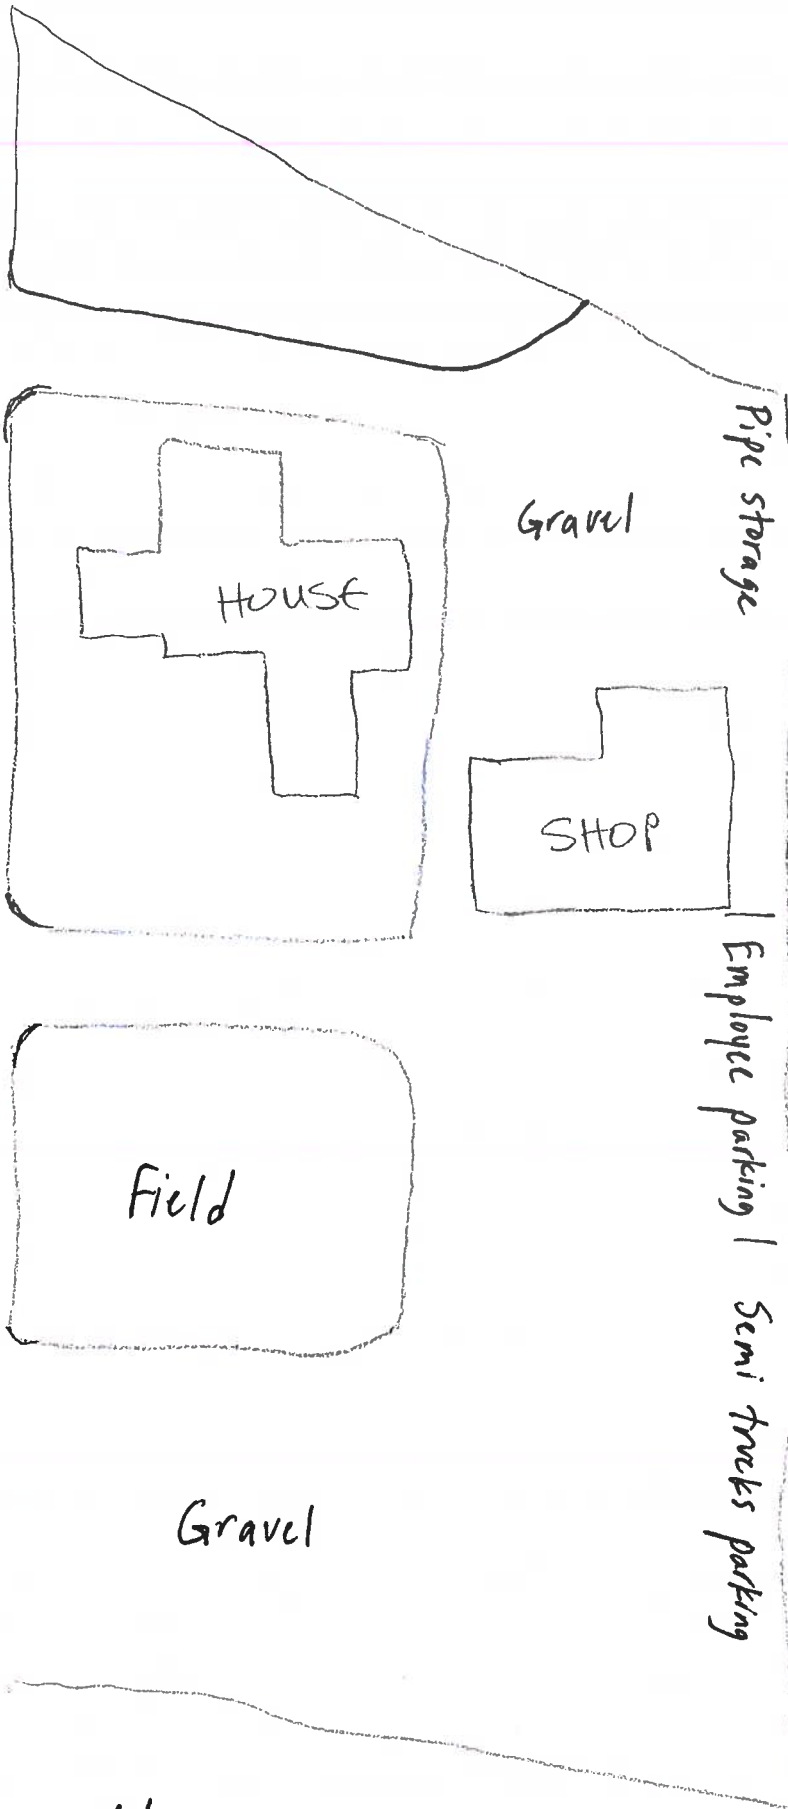 Pipe storage
Gravel
HOUSE
SHOP
Employee parking
Field
Semi trucks parking
Gravel